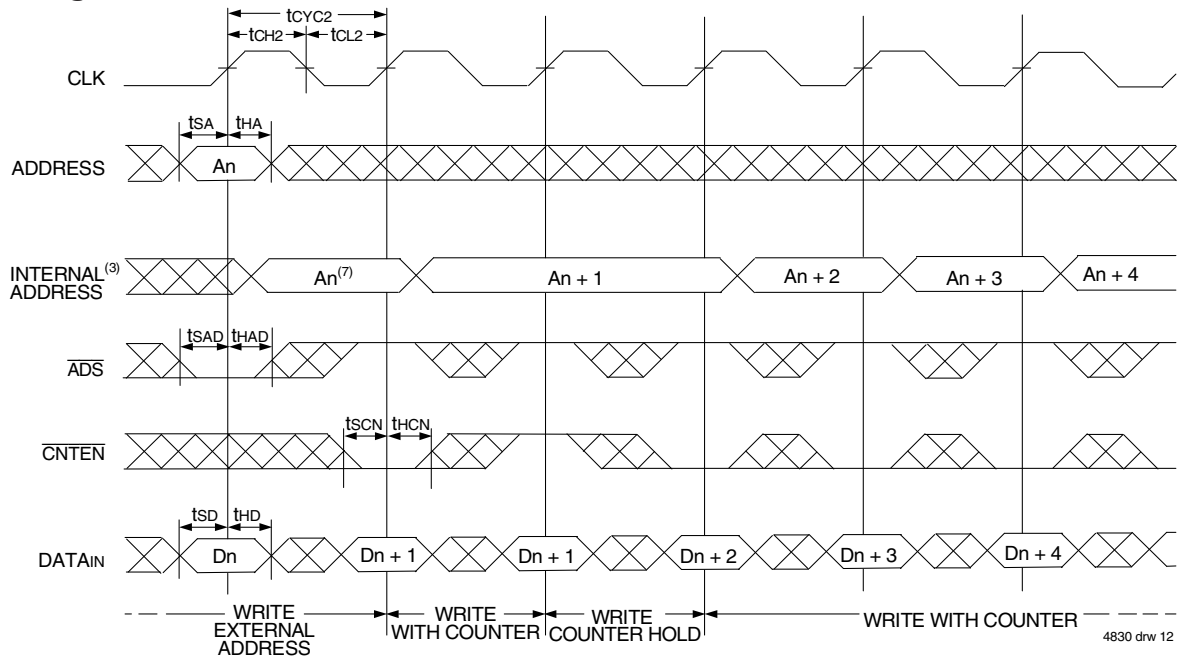 tCYC2
tCH2 tCL2
CLK
tSA tHA
ADDRESS An
INTERNAL(3)
ADDRESS
An(7) An + 1 An + 2 An + 3 An + 4
tSAD tHAD
ADS
tSCN tHCN
CNTEN
tSD tHD
DATAIN Dn Dn + 1 Dn + 1 Dn + 2 Dn + 3 Dn + 4
WRITE
EXTERNAL
ADDRESS
WRITE
WITH COUNTER
WRITE
COUNTER HOLD
WRITE WITH COUNTER
4830 drw 12